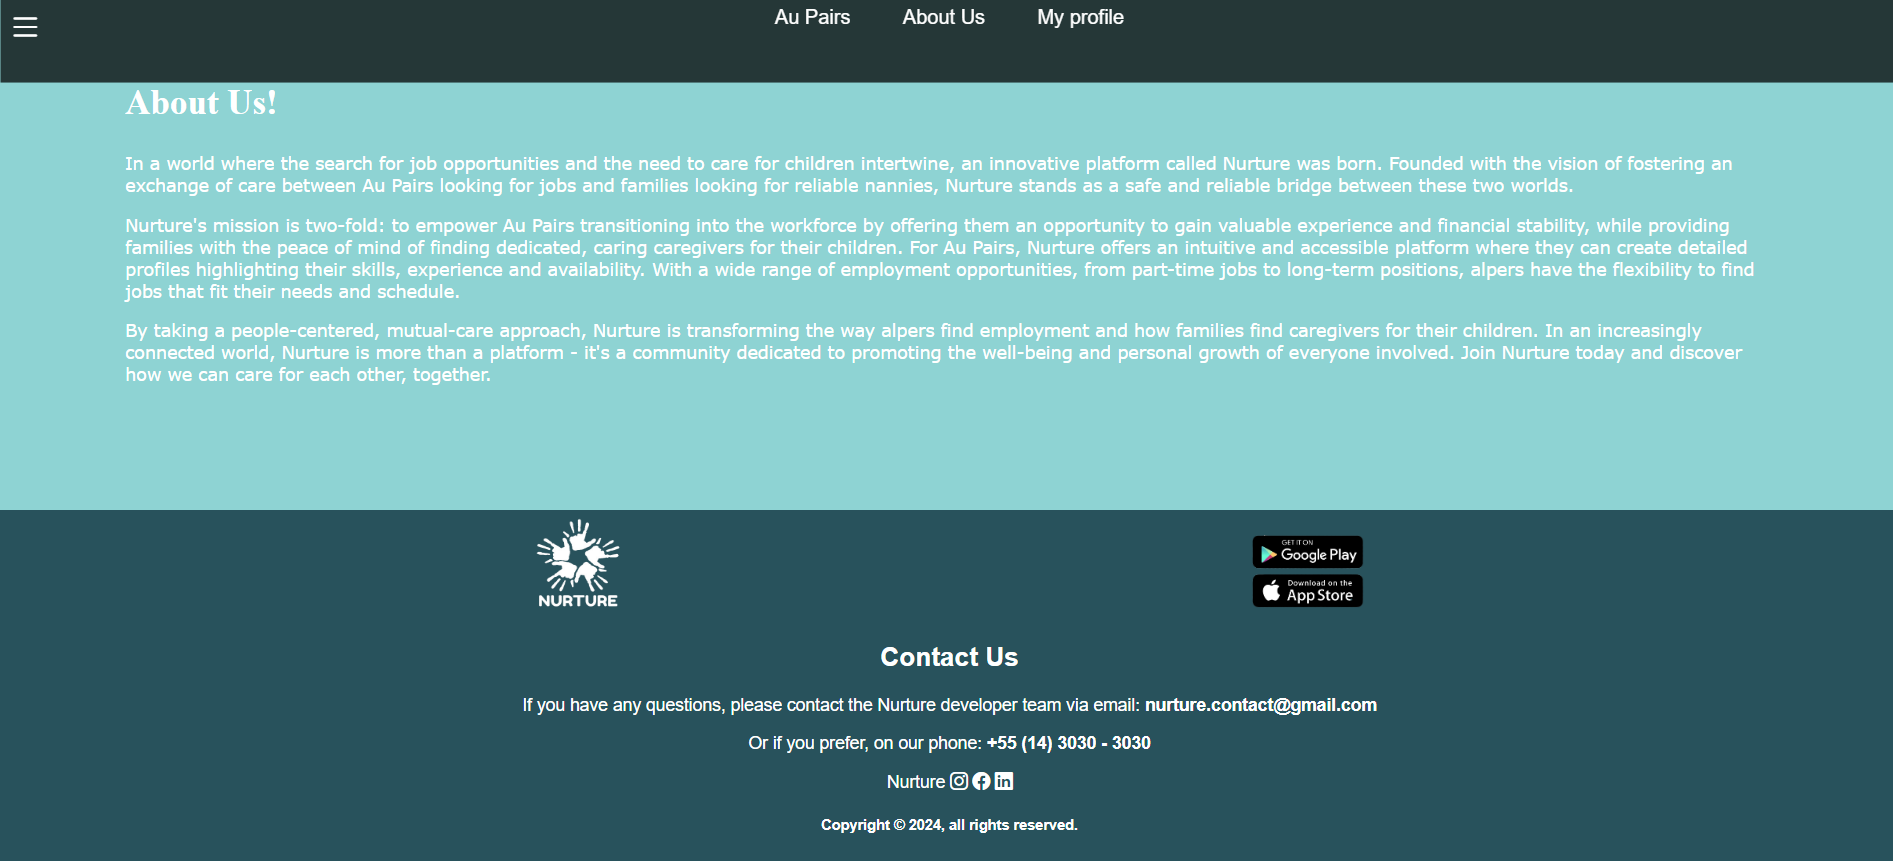 Au Pairs About Us My profile
About Us!
In a world where the search for job opportunities and the need to care for children intertwine, an innovative platform called Nurture was born. Founded with the vision of fostering an
exchange of care between Au Pairs looking for jobs and families looking for reliable nannies, Nurture stands as a safe and reliable bridge between these two worlds.
Nurture's mission is two-fold: to empower Au Pairs transitioning into the workforce by offering them an opportunity to gain valuable experience and financial stability, while providing
families with the peace of mind of finding dedicated, caring caregivers for their children. For Au Pairs, Nurture offers an intuitive and accessible platform where they can create detailed
profiles highlighting their skills, experience and availability. With a wide range of employment opportunities, from part-time jobs to long-term positions, alpers have the flexibility to find
jobs that fit their needs and schedule.
By taking a people-centered, mutual-care approach, Nurture is transforming the way alpers find employment and how families find caregivers for their children. In an increasingly
connected world, Nurture is more than a platform - it's a community dedicated to promoting the well-being and personal growth of everyone involved. Join Nurture today and discover
how we can care for each other, together.
NURTURE
GET IT ON
Google Play
Download on the
App Store
Contact Us
If you have any questions, please contact the Nurture developer team via email: nurture.contact@gmail.com
Or if you prefer, on our phone: +55 (14) 3030 - 3030
Nurture
Copyright © 2024, all rights reserved.